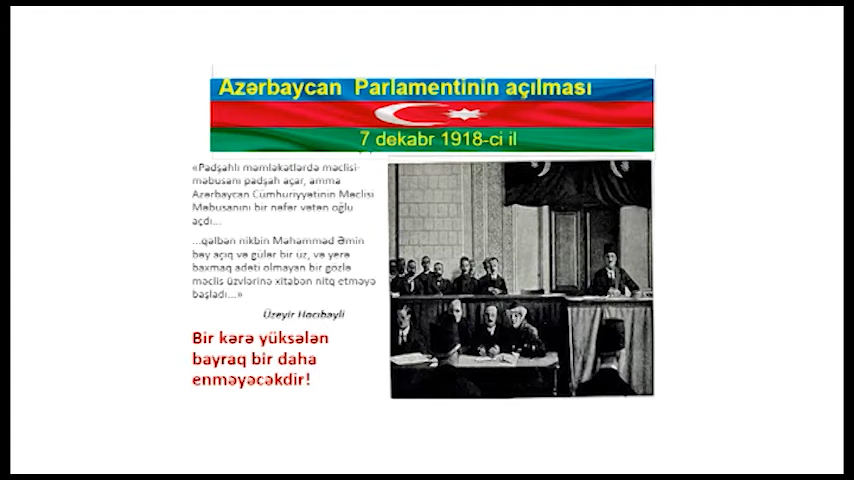 Azərbaycan Parlamentinin açılması
7 dekabr 1918-ci il
«Padşahlı məmləkətlərdə məclisi-
məbusanı padşah açar, amma
Azərbaycan Cümhuriyyətinin Məclisi
Məbusanını bir nəfər vətən oğlu
açdı...
...qəlbən nikbin Məhəmməd Əmin
bəy açıq və gülər bir üz, və yerə
baxmaq adəti olmayan bir gözlə
məclis üzvlərinə xitabən nitq etməyə
başladı...»
Üzeyir Hacıbəyli
Bir kərə yüksələn
bayraq bir daha
enməyəcəkdir!